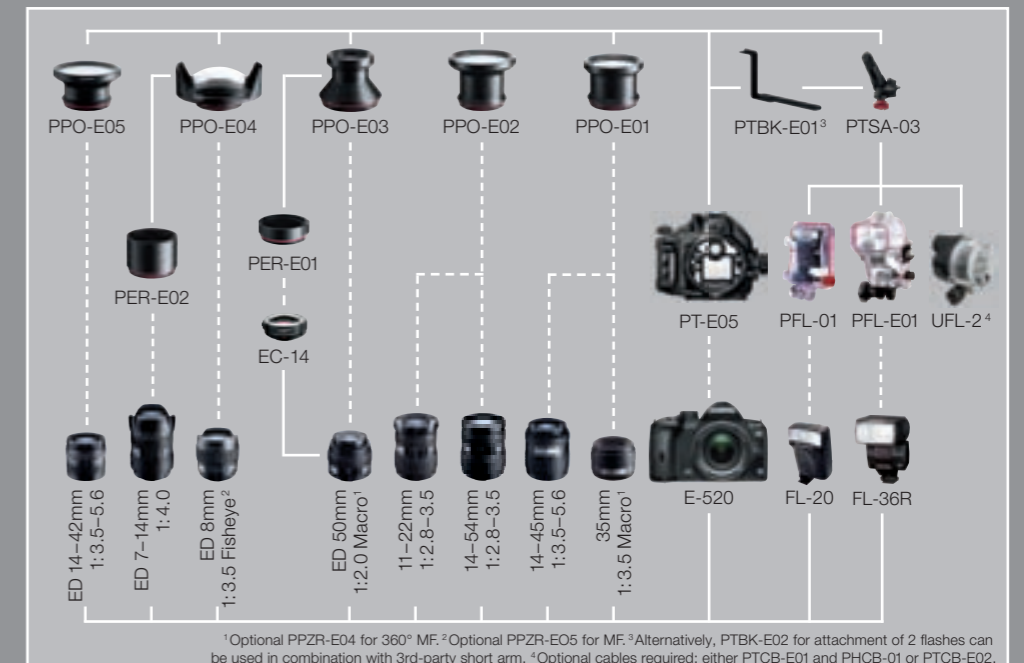 PPO-E05 PPO-E04 PPO-E03 PPO-E02 PPO-E01 PTBK-E01³ PTSA-03
PER-E01
PER-E02
PT-E05 PFL-01 PFL-E01 UFL-2⁴
EC-14
E-520 FL-20 FL-36R
ED 14–42mm
1:3.5–5.6
ED 7–14mm
1:4.0
ED 8mm
1:3.5 Fisheye²
ED 50mm
1:2.0 Macro¹
11–22mm
1:2.8–3.5
14–54mm
1:2.8–3.5
14–45mm
1:3.5–5.6
35mm
1:3.5 Macro¹
¹Optional PPZR-E04 for 360° MF. ²Optional PPZR-EO5 for MF. ³Alternatively, PTBK-E02 for attachment of 2 flashes can
be used in combination with 3rd-party short arm. ⁴Optional cables required: either PTCB-E01 and PHCB-01 or PTCB-E02.